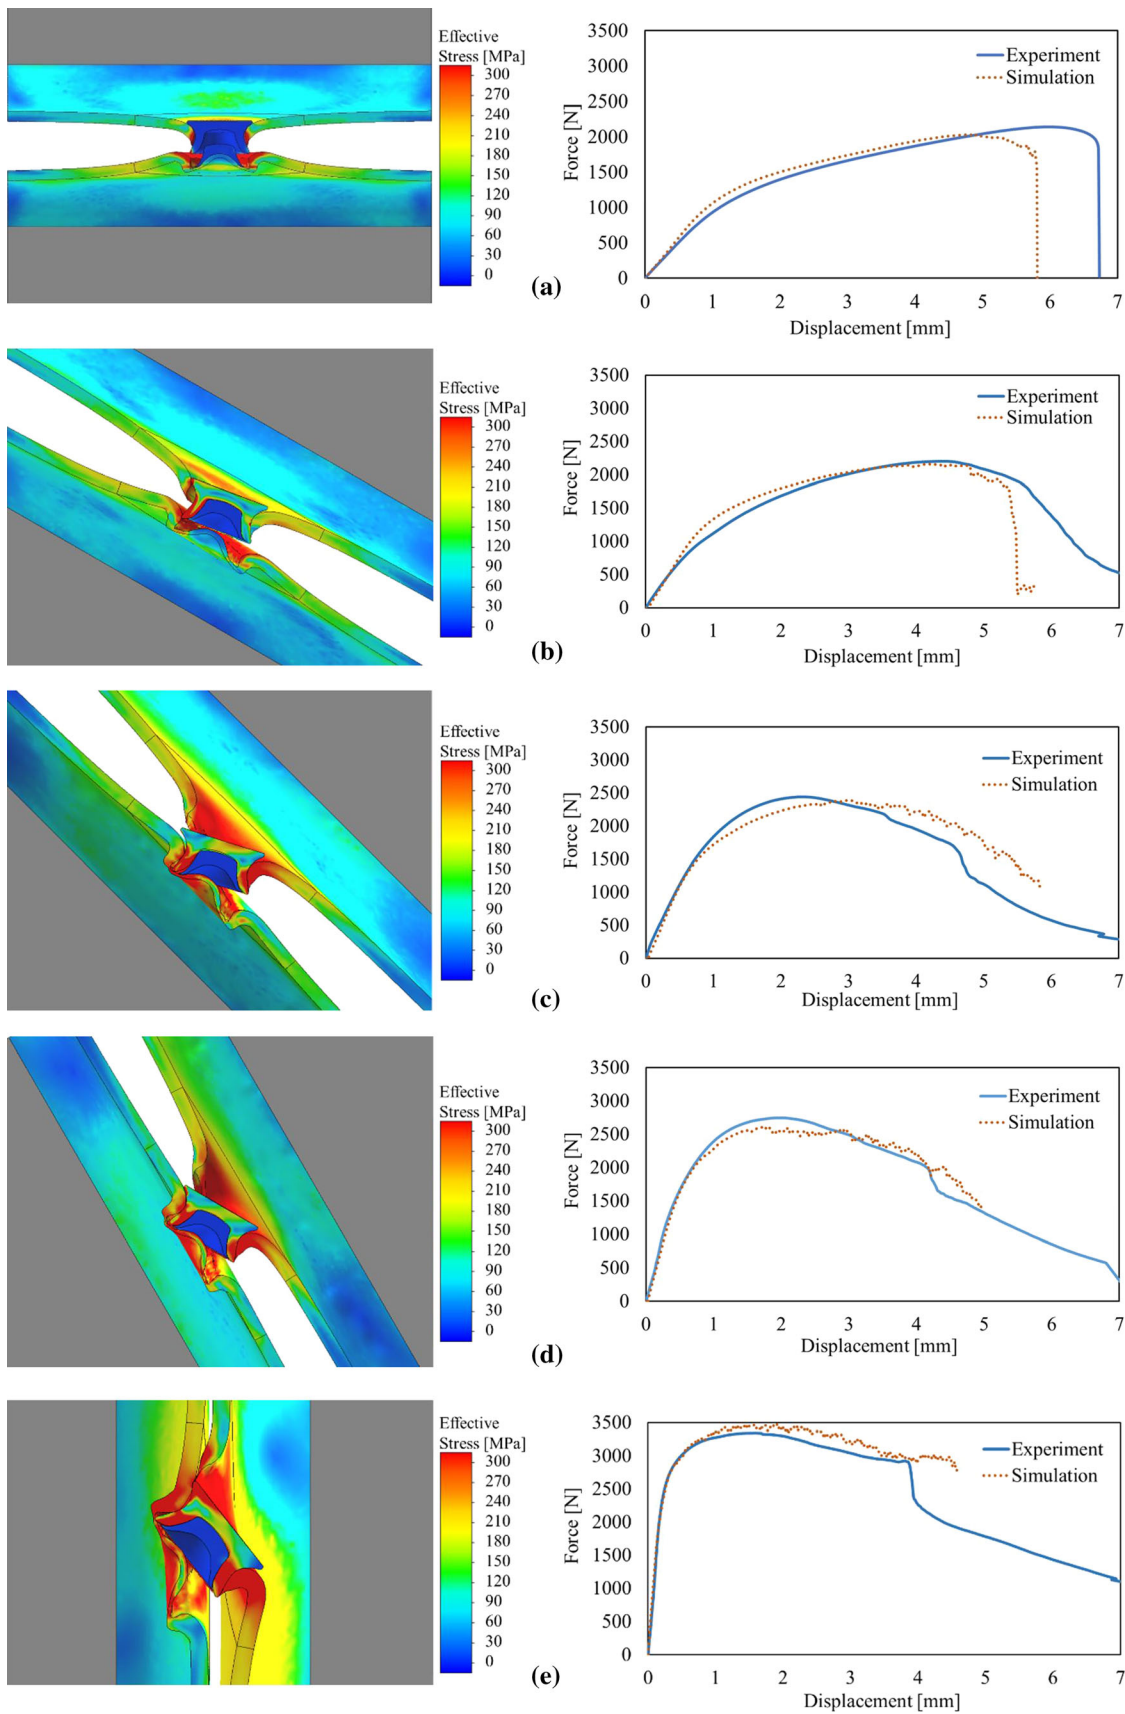 Effective
Stress [MPa]
300
270
240
210
180
150
120
90
60
30
0
(a)
Force [N]
3500
3000
2500
2000
1500
1000
500
0
0 1 2 3 4 5 6 7
Displacement [mm]
Experiment
Simulation
Effective
Stress [MPa]
300
270
240
210
180
150
120
90
60
30
0
(b)
Force [N]
3500
3000
2500
2000
1500
1000
500
0
0 1 2 3 4 5 6 7
Displacement [mm]
Experiment
Simulation
Effective
Stress [MPa]
300
270
240
210
180
150
120
90
60
30
0
(c)
Force [N]
3500
3000
2500
2000
1500
1000
500
0
0 1 2 3 4 5 6 7
Displacement [mm]
Experiment
Simulation
Effective
Stress [MPa]
300
270
240
210
180
150
120
90
60
30
0
(d)
Force [N]
3500
3000
2500
2000
1500
1000
500
0
0 1 2 3 4 5 6 7
Displacement [mm]
Experiment
Simulation
Effective
Stress [MPa]
300
270
240
210
180
150
120
90
60
30
0
(e)
Force [N]
3500
3000
2500
2000
1500
1000
500
0
0 1 2 3 4 5 6 7
Displacement [mm]
Experiment
Simulation